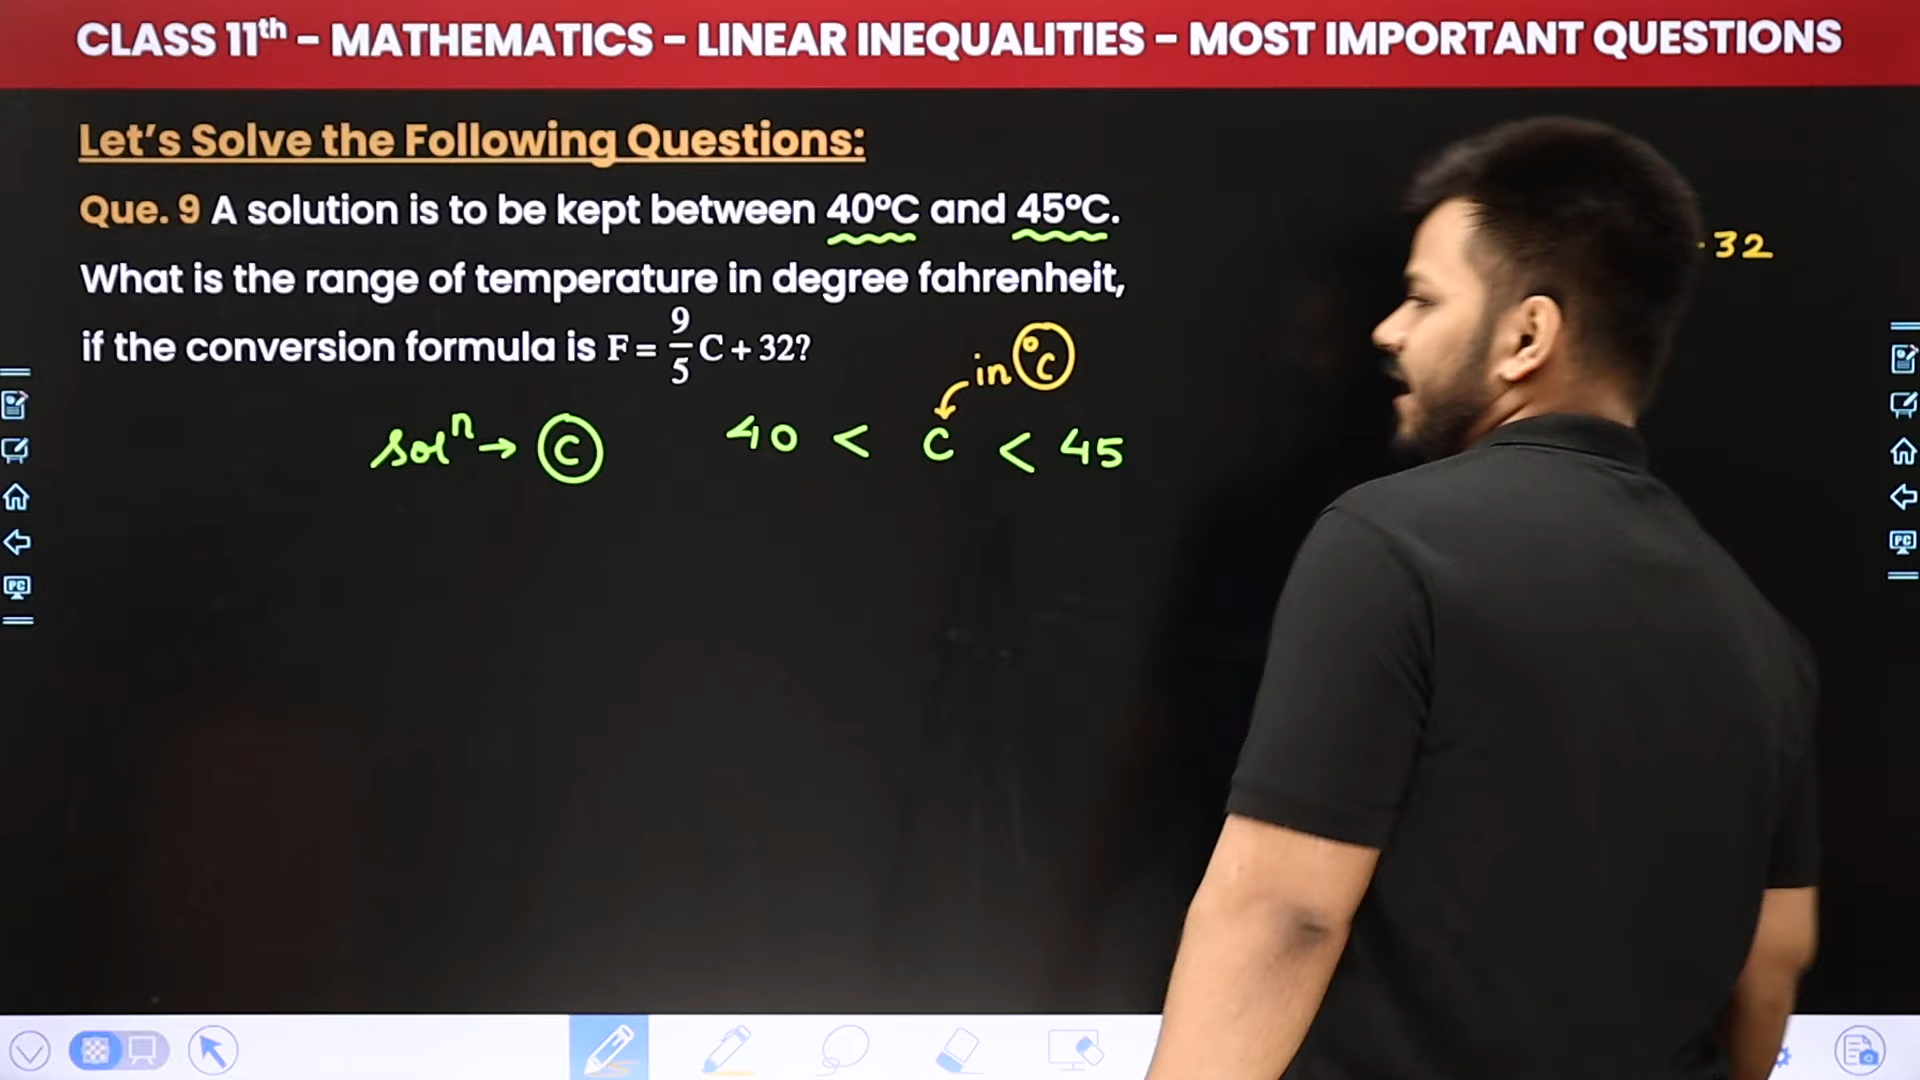 CLASS 11th – MATHEMATICS – LINEAR INEQUALITIES – MOST IMPORTANT QUESTIONS
Let’s Solve the Following Questions:
Que. 9 A solution is to be kept between 40°C and 45°C.
What is the range of temperature in degree fahrenheit,
if the conversion formula is F = 9/5 C + 32?
32
in °C
solⁿ → C 40 < C < 45
PC
PC